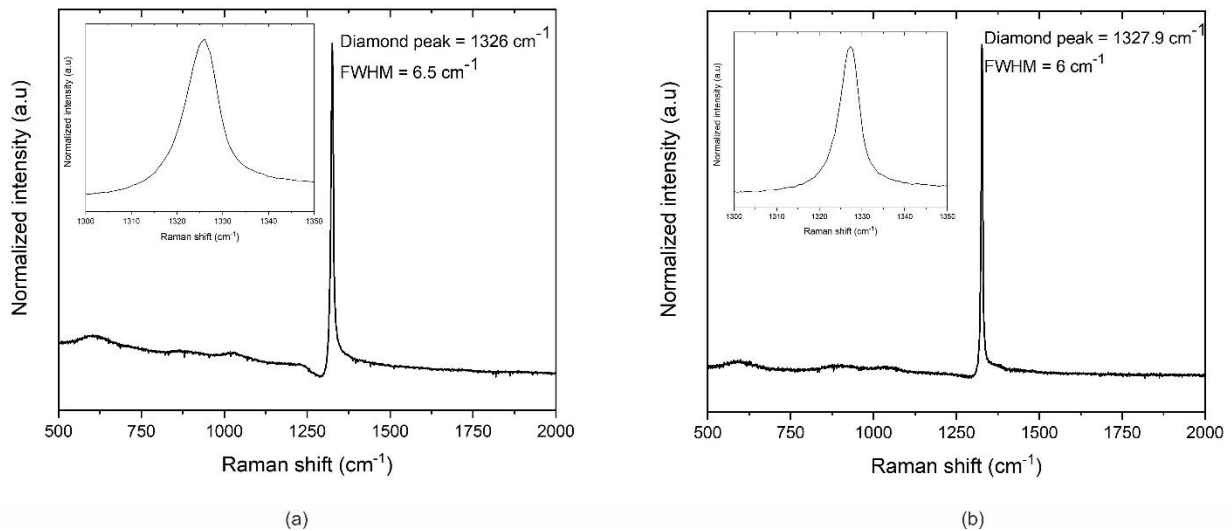 Diamond peak = 1326 cm⁻¹
FWHM = 6.5 cm⁻¹
Normalized intensity (a.u)
Normalized intensity (a.u)
1300 1310 1320 1330 1340 1350
Raman shift (cm⁻¹)
500 750 1000 1250 1500 1750 2000
Raman shift (cm⁻¹)
(a)
Diamond peak = 1327.9 cm⁻¹
FWHM = 6 cm⁻¹
Normalized intensity (a.u)
Normalized intensity (a.u)
1300 1310 1320 1330 1340 1350
Raman shift (cm⁻¹)
500 750 1000 1250 1500 1750 2000
Raman shift (cm⁻¹)
(b)